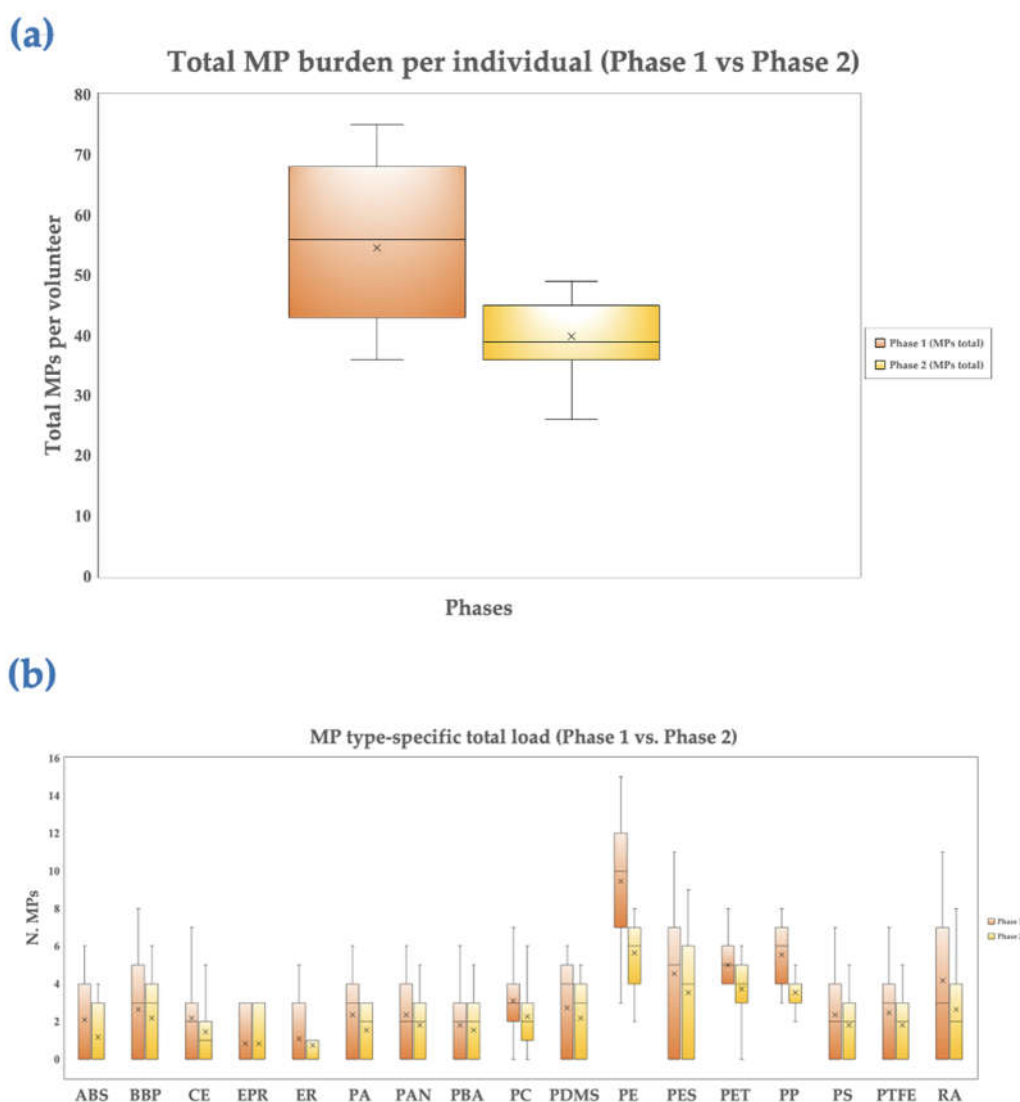 (a)
Total MP burden per individual (Phase 1 vs Phase 2)
80
70
60
50
40
30
20
10
0
Total MPs per volunteer
Phases
Phase 1 (MPs total)
Phase 2 (MPs total)
(b)
MP type-specific total load (Phase 1 vs. Phase 2)
16
14
12
10
8
6
4
2
0
N. MPs
ABS BBP CE EPR ER PA PAN PBA PC PDMS PE PES PET PP PS PTFE RA
Phase 1
Phase